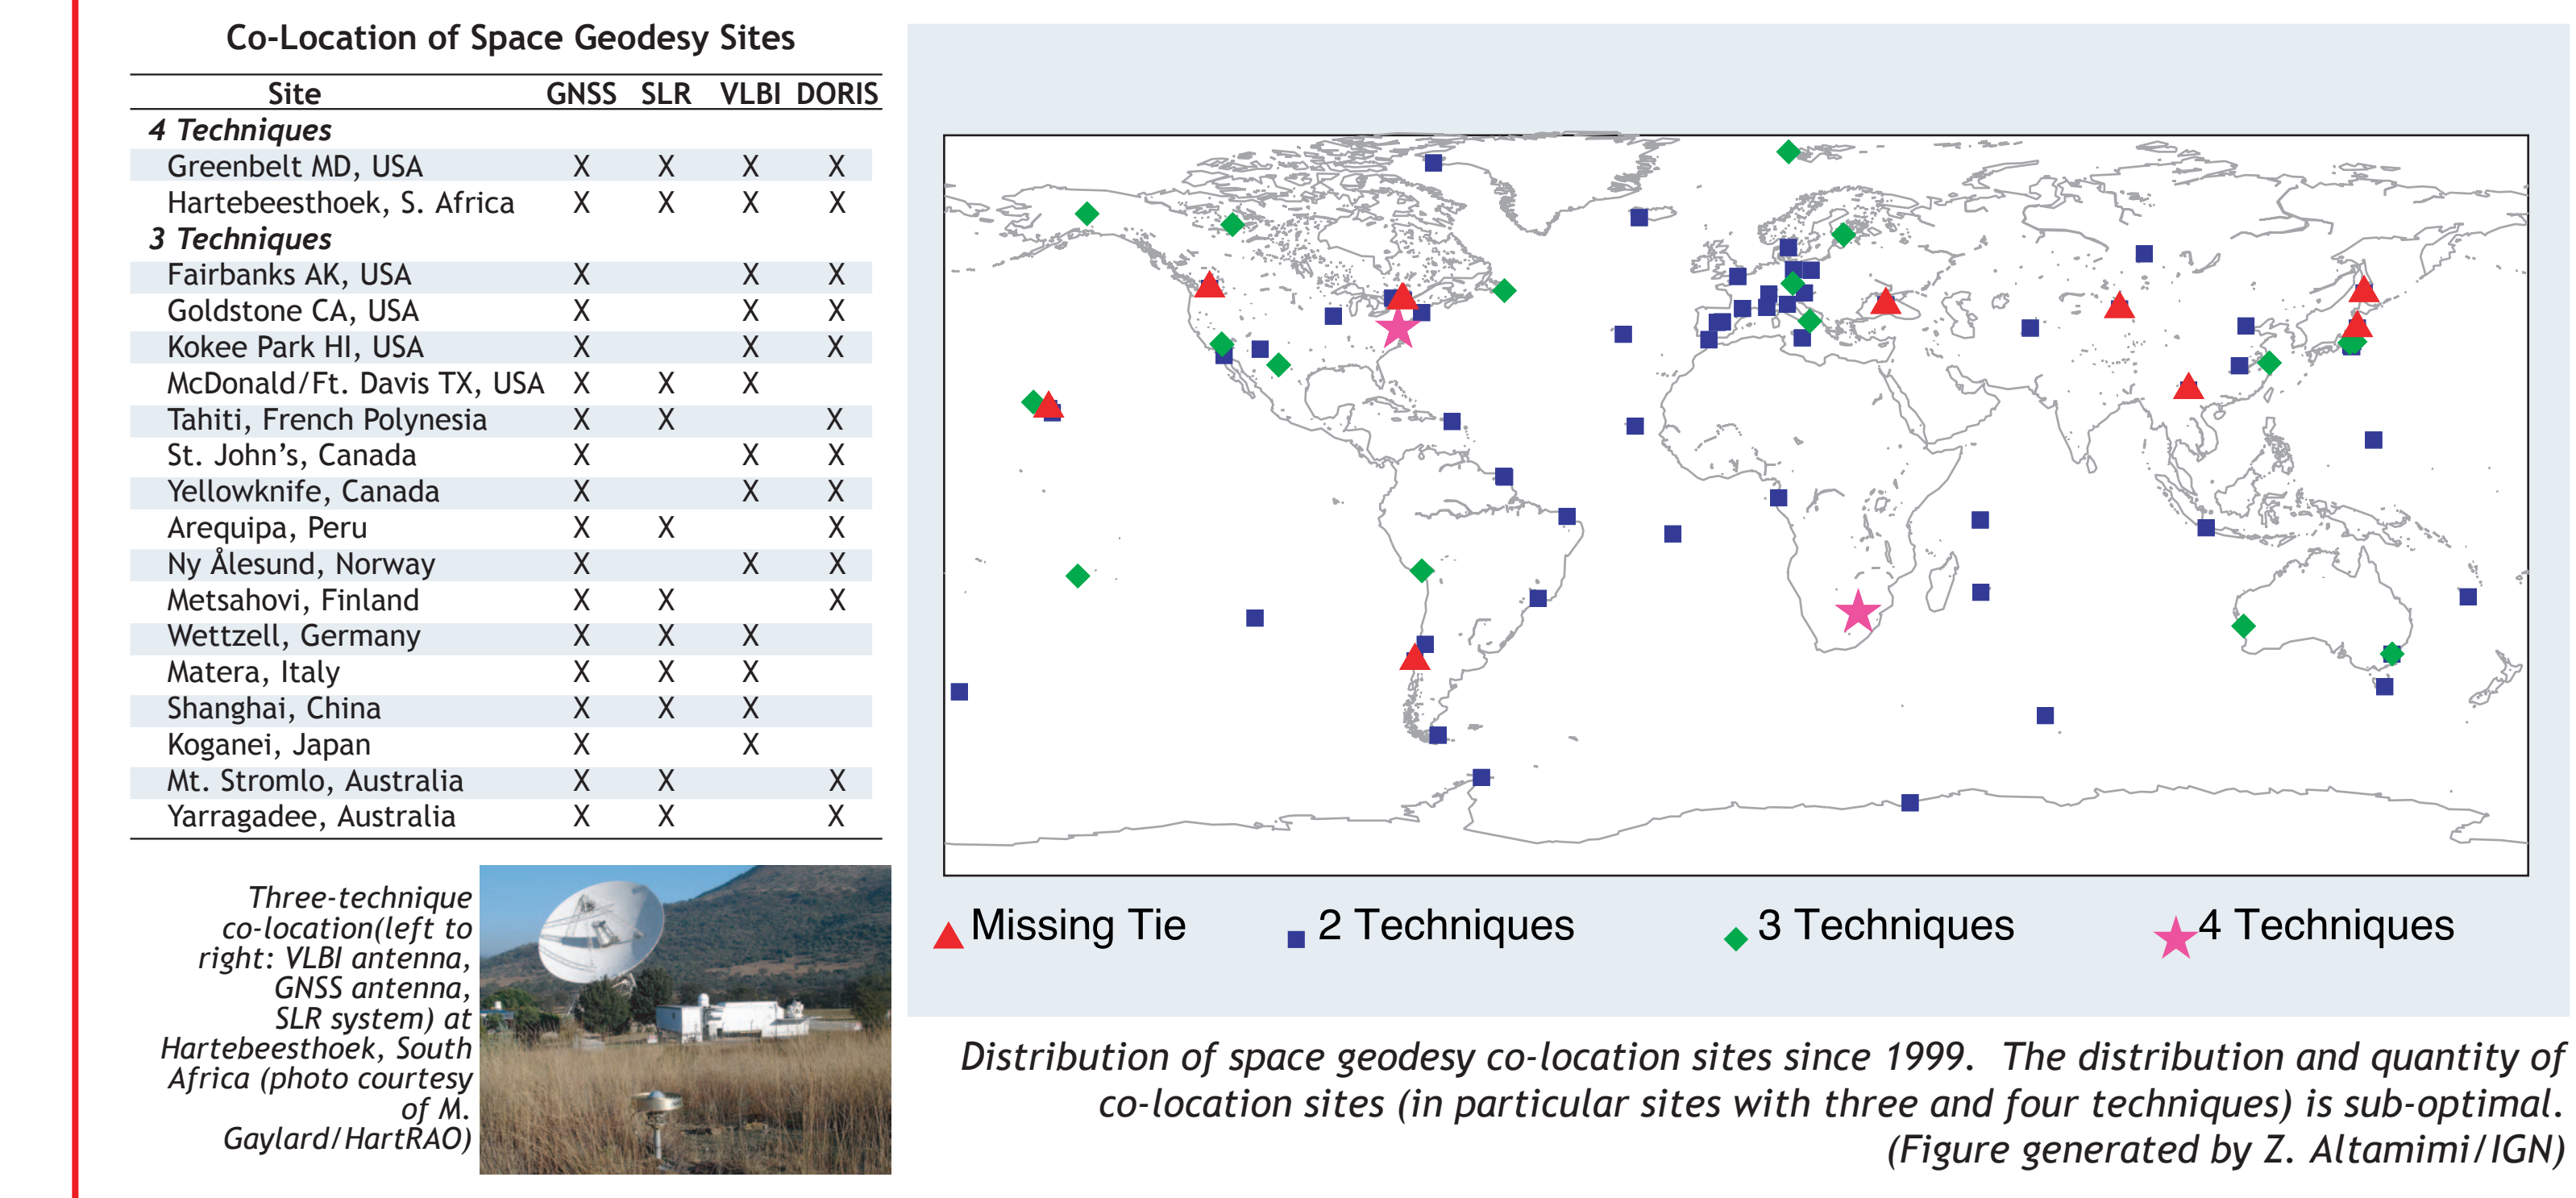 Co-Location of Space Geodesy Sites
Site GNSS SLR VLBI DORIS
4 Techniques
Greenbelt MD, USA X X X X
Hartebeesthoek, S. Africa X X X X
3 Techniques
Fairbanks AK, USA X X X
Goldstone CA, USA X X X
Kokee Park HI, USA X X X
McDonald/Ft. Davis TX, USA X X X
Tahiti, French Polynesia X X X
St. John’s, Canada X X X
Yellowknife, Canada X X X
Arequipa, Peru X X X
Ny Ålesund, Norway X X X
Metsahovi, Finland X X X
Wettzell, Germany X X X
Matera, Italy X X X
Shanghai, China X X X
Koganei, Japan X X
Mt. Stromlo, Australia X X X
Yarragadee, Australia X X X
Three-technique
co-location(left to
right: VLBI antenna,
GNSS antenna,
SLR system) at
Hartebeesthoek, South
Africa (photo courtesy
of M.
Gaylard/HartRAO)
Missing Tie 2 Techniques 3 Techniques 4 Techniques
Distribution of space geodesy co-location sites since 1999. The distribution and quantity of
co-location sites (in particular sites with three and four techniques) is sub-optimal.
(Figure generated by Z. Altamimi/IGN)